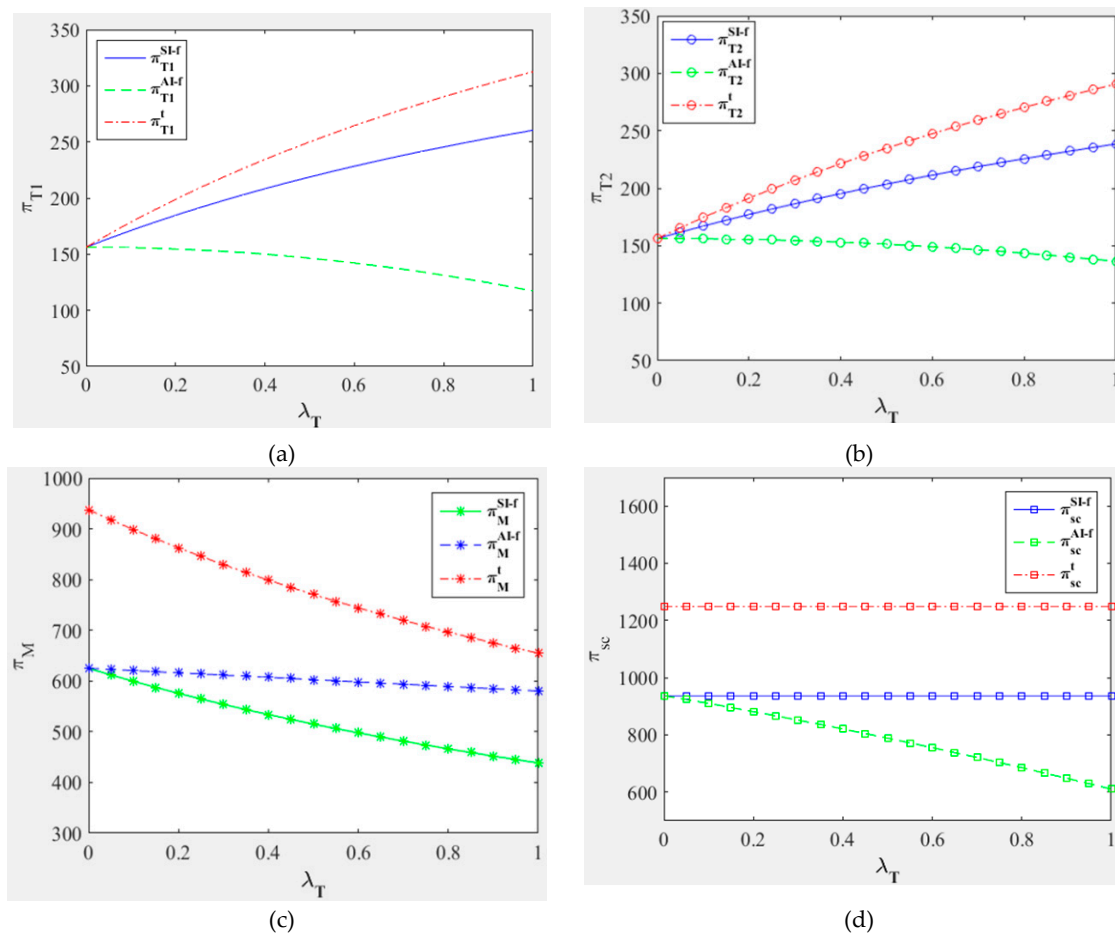 350
300
250
200
150
100
50
π_T1
π_T1^SI-f
π_T1^AI-f
π_T1^t
0 0.2 0.4 0.6 0.8 1
λ_T
(a)
350
300
250
200
150
100
50
π_T2
π_T2^SI-f
π_T2^AI-f
π_T2^t
0 0.2 0.4 0.6 0.8 1
λ_T
(b)
1000
900
800
700
600
500
400
300
π_M
π_M^SI-f
π_M^AI-f
π_M^t
0 0.2 0.4 0.6 0.8 1
λ_T
(c)
1600
1400
1200
1000
800
600
π_sc
π_sc^SI-f
π_sc^AI-f
π_sc^t
0 0.2 0.4 0.6 0.8 1
λ_T
(d)